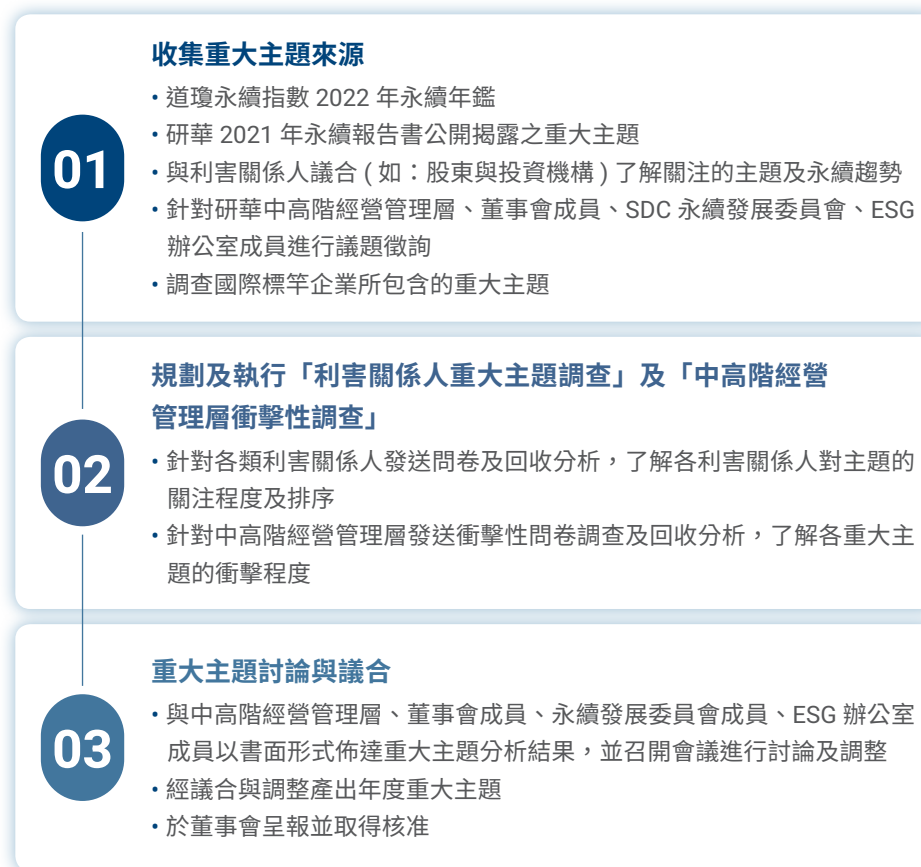 收集重大主題來源
• 道瓊永續指數 2022 年永續年鑑
• 研華 2021 年永續報告書公開揭露之重大主題
01
• 與利害關係人議合 ( 如：股東與投資機構 ) 了解關注的主題及永續趨勢
• 針對研華中高階經營管理層、董事會成員、SDC 永續發展委員會、ESG
辦公室成員進行議題徵詢
• 調查國際標竿企業所包含的重大主題
規劃及執行「利害關係人重大主題調查」及「中高階經營
管理層衝擊性調查」
02
• 針對各類利害關係人發送問卷及回收分析，了解各利害關係人對主題的
關注程度及排序
• 針對中高階經營管理層發送衝擊性問卷調查及回收分析，了解各重大主
題的衝擊程度
重大主題討論與議合
• 與中高階經營管理層、董事會成員、永續發展委員會成員、ESG 辦公室
03
成員以書面形式佈達重大主題分析結果，並召開會議進行討論及調整
• 經議合與調整產出年度重大主題
• 於董事會呈報並取得核准